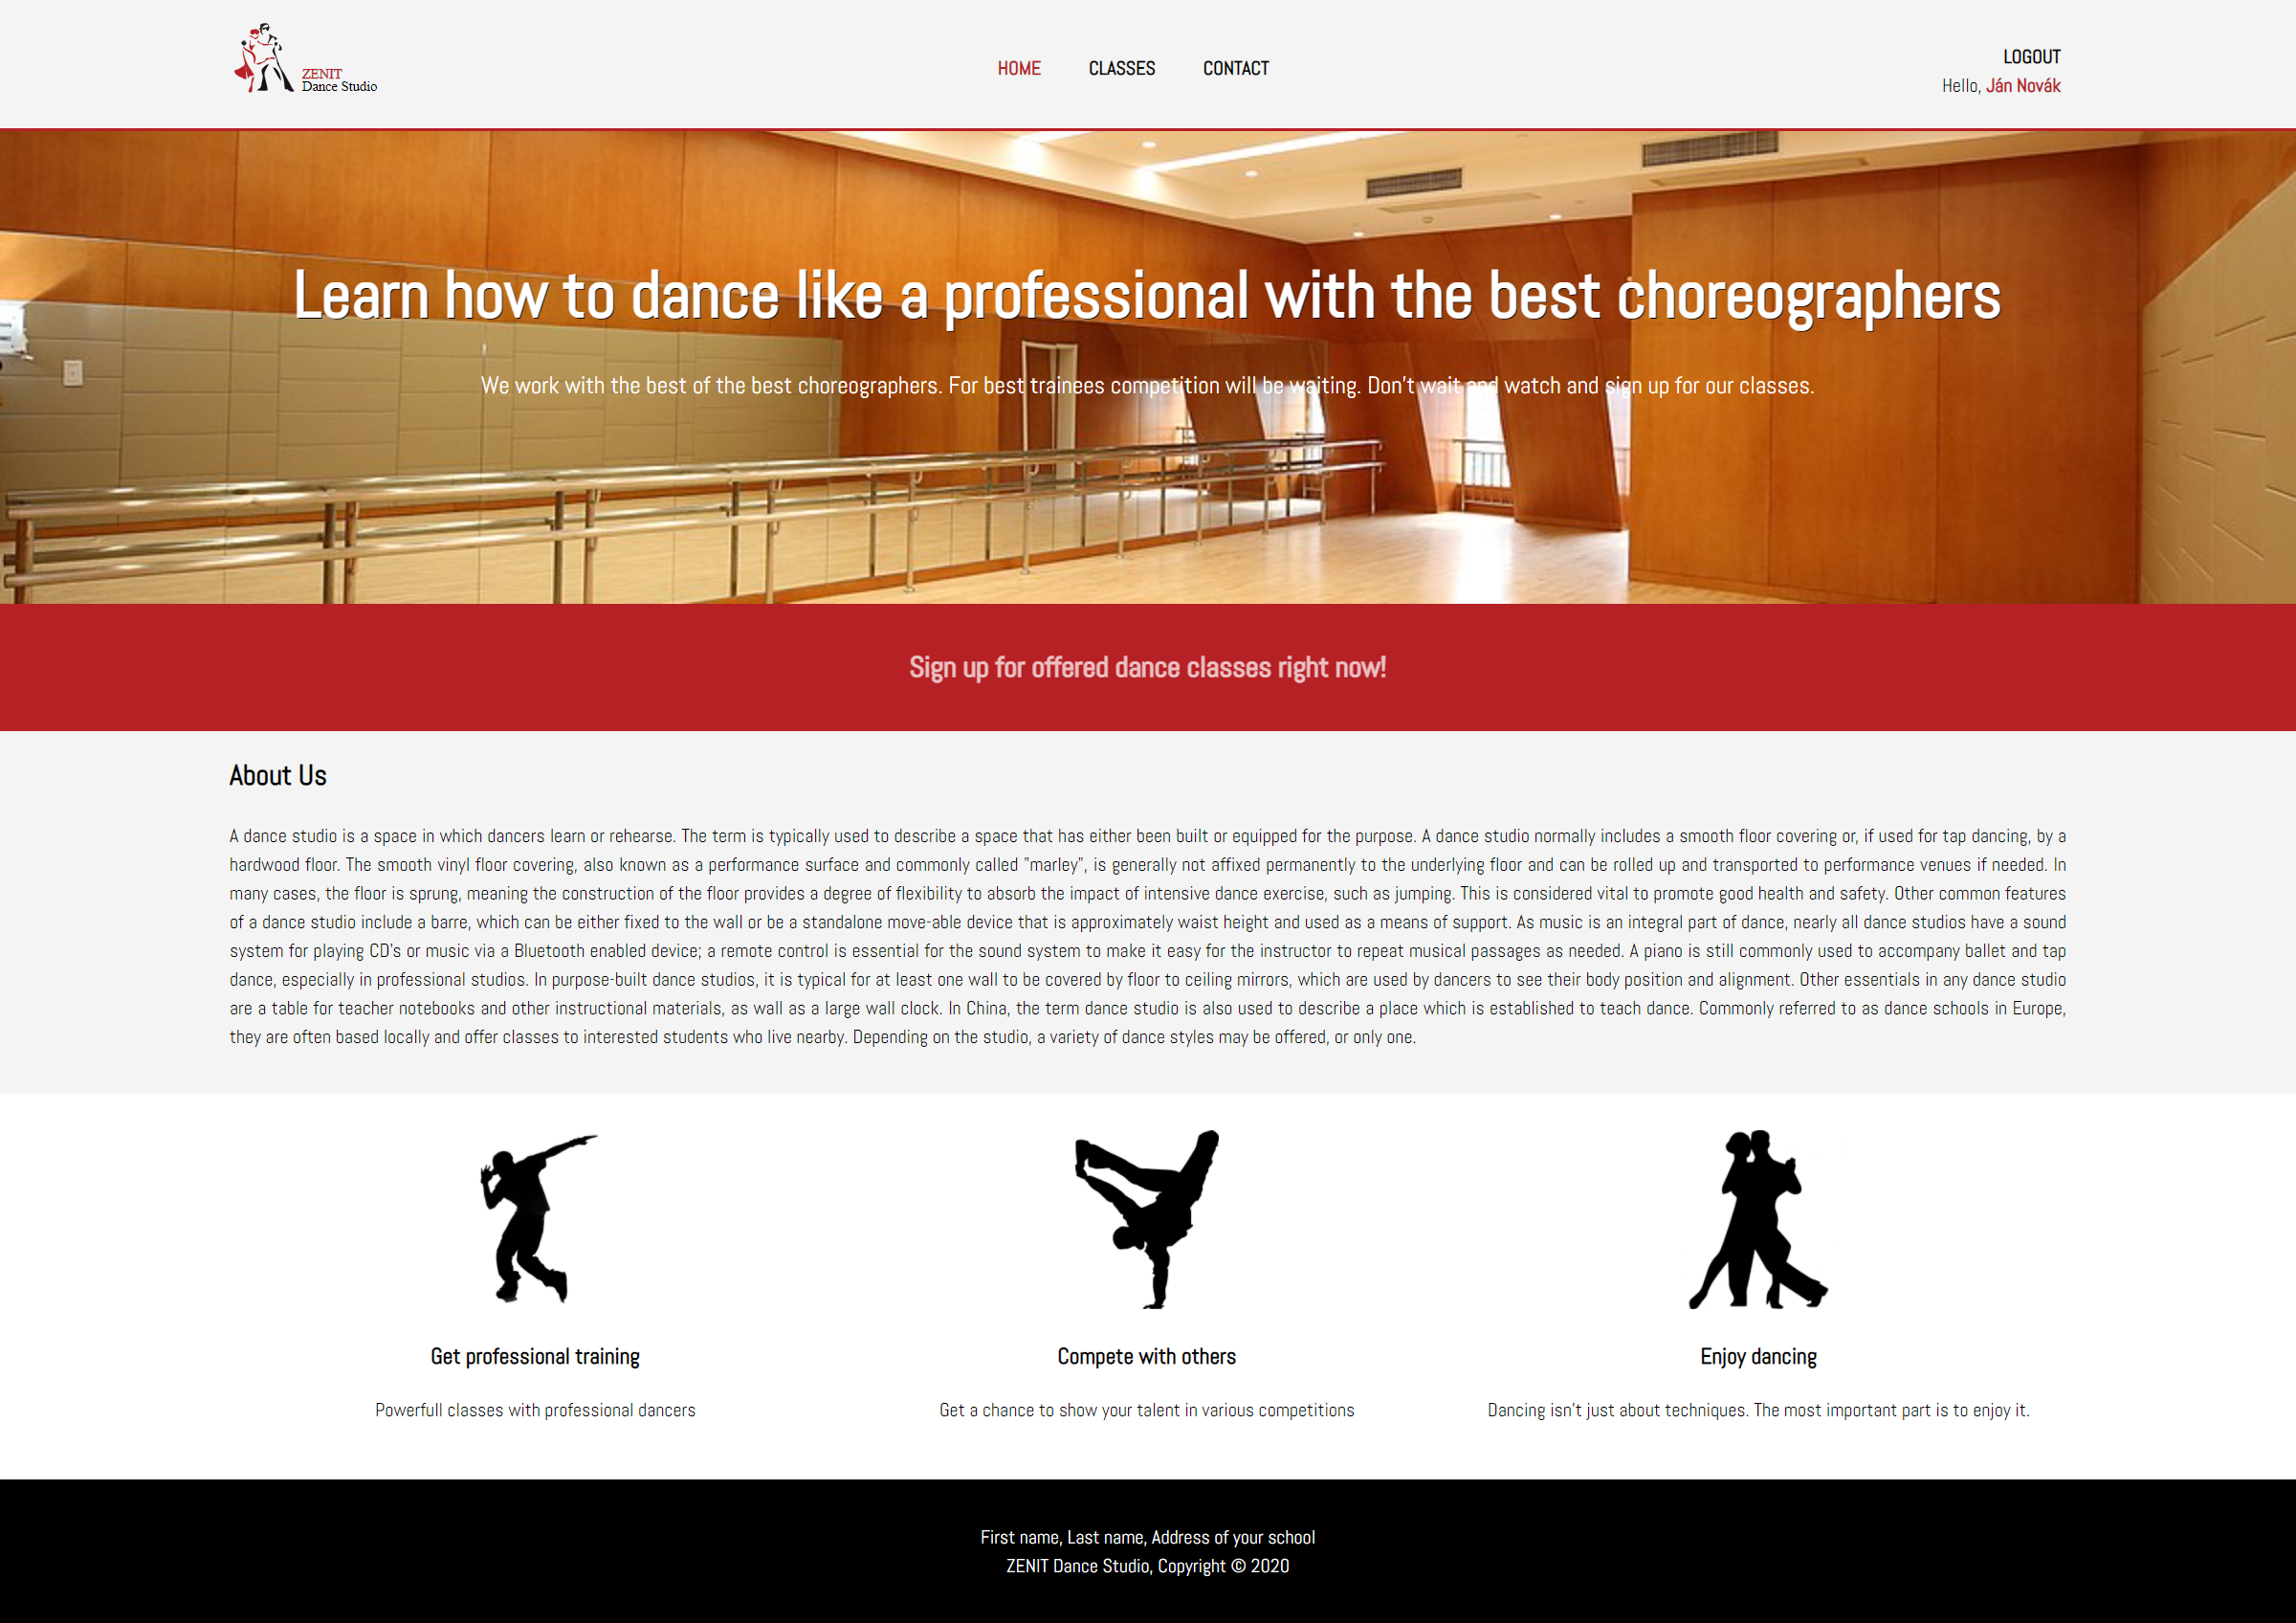 ZENIT
Dance Studio
HOME CLASSES CONTACT
LOGOUT
Hello, Ján Novák
Learn how to dance like a professional with the best choreographers
We work with the best of the best choreographers. For best trainees competition will be waiting. Don't wait and watch and sign up for our classes.
Sign up for offered dance classes right now!
About Us
A dance studio is a space in which dancers learn or rehearse. The term is typically used to describe a space that has either been built or equipped for the purpose. A dance studio normally includes a smooth floor covering or, if used for tap dancing, by a
hardwood floor. The smooth vinyl floor covering, also known as a performance surface and commonly called "marley", is generally not affixed permanently to the underlying floor and can be rolled up and transported to performance venues if needed. In
many cases, the floor is sprung, meaning the construction of the floor provides a degree of flexibility to absorb the impact of intensive dance exercise, such as jumping. This is considered vital to promote good health and safety. Other common features
of a dance studio include a barre, which can be either fixed to the wall or be a standalone move-able device that is approximately waist height and used as a means of support. As music is an integral part of dance, nearly all dance studios have a sound
system for playing CD's or music via a Bluetooth enabled device; a remote control is essential for the sound system to make it easy for the instructor to repeat musical passages as needed. A piano is still commonly used to accompany ballet and tap
dance, especially in professional studios. In purpose-built dance studios, it is typical for at least one wall to be covered by floor to ceiling mirrors, which are used by dancers to see their body position and alignment. Other essentials in any dance studio
are a table for teacher notebooks and other instructional materials, as wall as a large wall clock. In China, the term dance studio is also used to describe a place which is established to teach dance. Commonly referred to as dance schools in Europe,
they are often based locally and offer classes to interested students who live nearby. Depending on the studio, a variety of dance styles may be offered, or only one.
Get professional training
Powerfull classes with professional dancers
Compete with others
Get a chance to show your talent in various competitions
Enjoy dancing
Dancing isn't just about techniques. The most important part is to enjoy it.
First name, Last name, Address of your school
ZENIT Dance Studio, Copyright © 2020